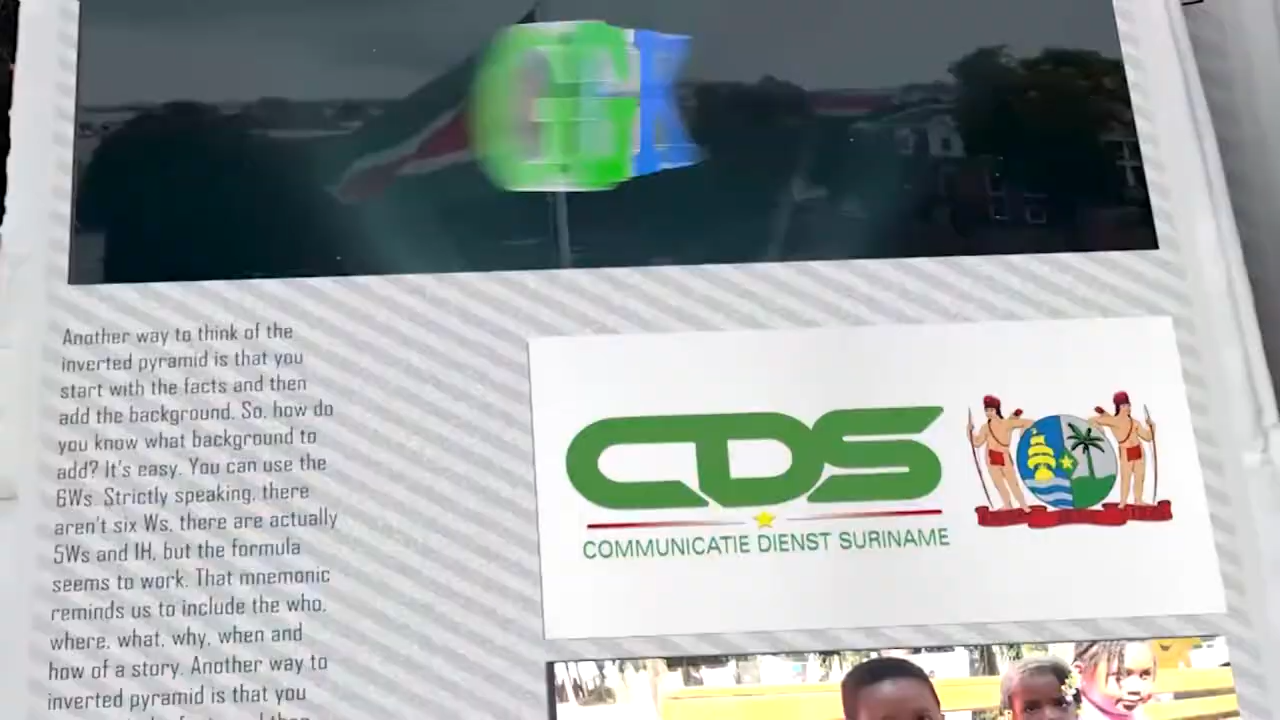 Another way to think of the
inverted pyramid is that you
start with the facts and then
add the background. So, how do
you know what background to
add? It's easy. You can use the
6Ws. Strictly speaking, there
aren't six Ws, there are actually
5Ws and 1H, but the formula
seems to work. That mnemonic
reminds us to include the who,
where, what, why, when and
how of a story. Another way to
inverted pyramid is that you
CDS
COMMUNICATIE DIENST SURINAME